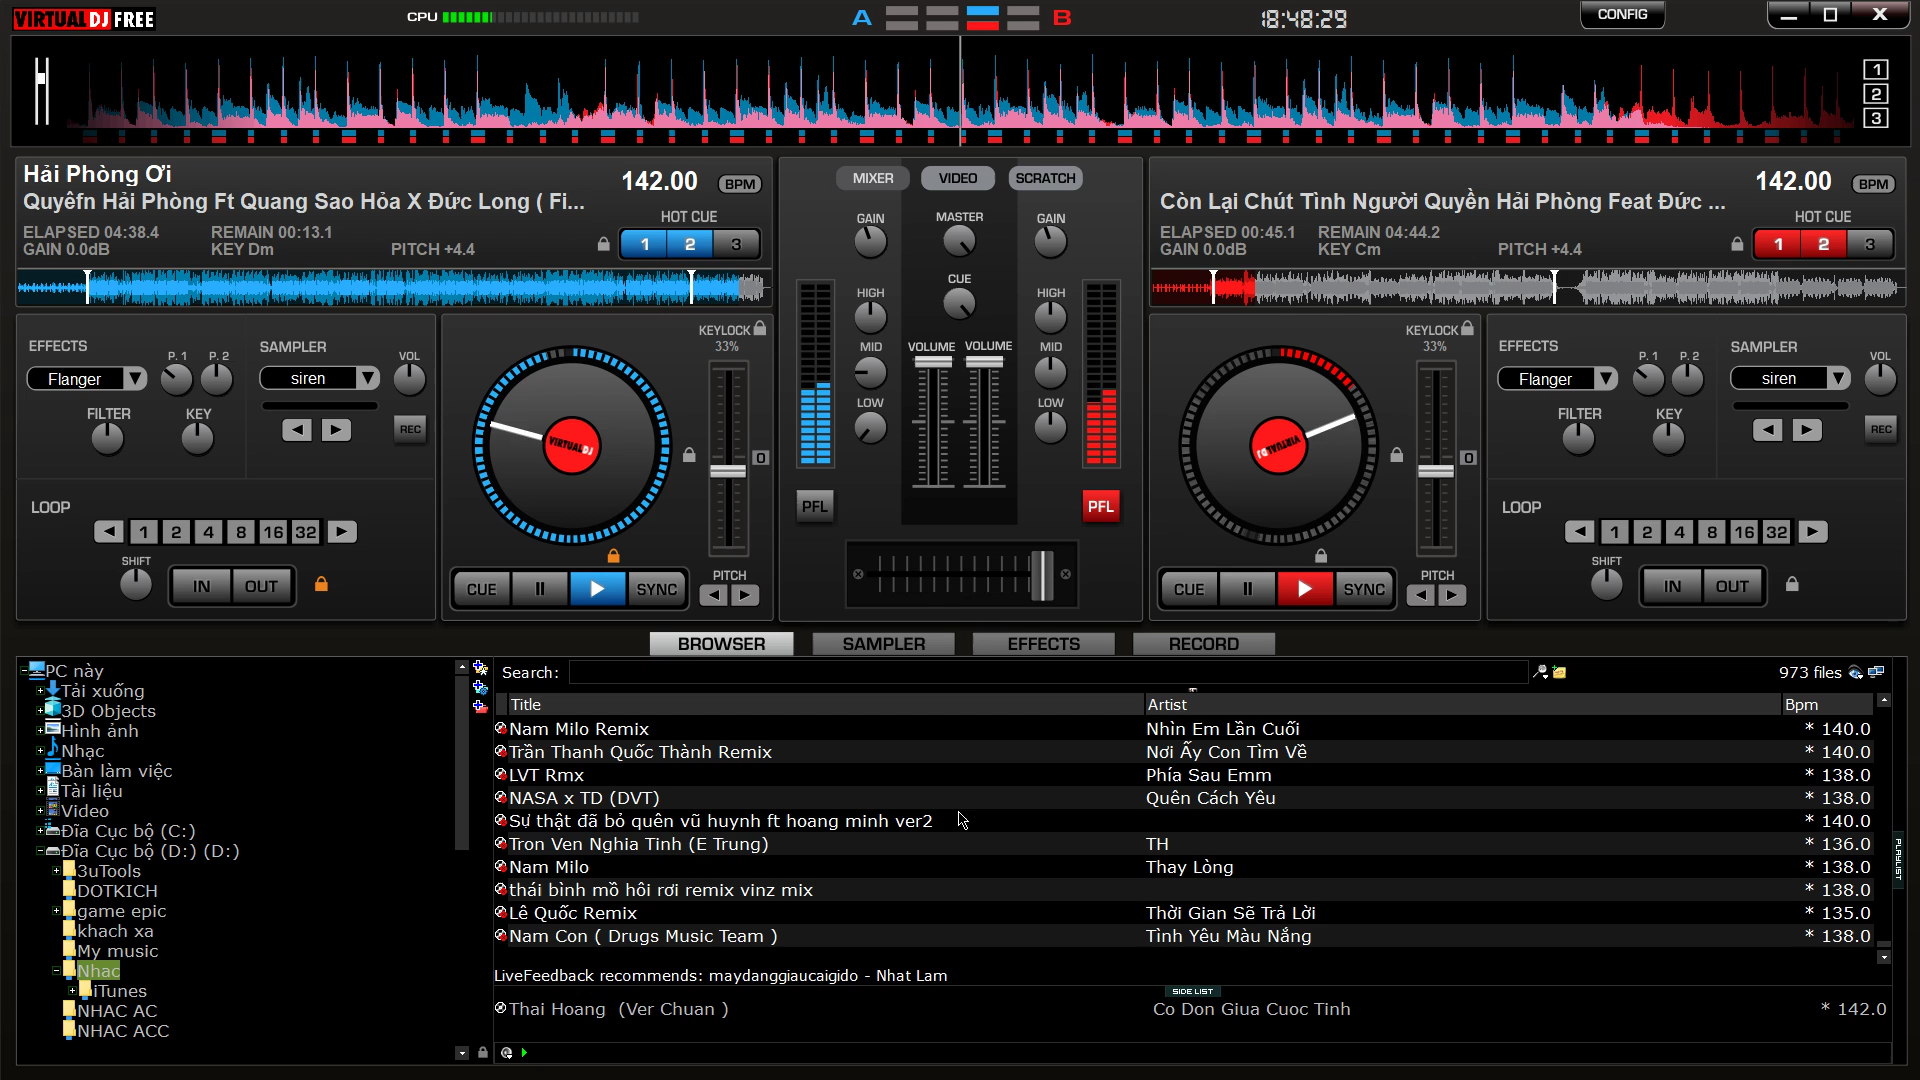 VIRTUAL DJ FREE
CPU
A
B
18:48:29
CONFIG
1
2
3
Hải Phòng Ơi
Quyêfn Hải Phòng Ft Quang Sao Hỏa X Đức Long ( Fi...
142.00 BPM
HOT CUE
ELAPSED 04:38.4 REMAIN 00:13.1
GAIN 0.0dB KEY Dm PITCH +4.4
1 2 3
MIXER VIDEO SCRATCH
GAIN MASTER GAIN
CUE
HIGH HIGH
MID MID
VOLUME VOLUME
LOW LOW
PFL PFL
Còn Lại Chút Tình Người Quyền Hải Phòng Feat Đức ...
142.00 BPM
HOT CUE
ELAPSED 00:45.1 REMAIN 04:44.2
GAIN 0.0dB KEY Cm PITCH +4.4
1 2 3
EFFECTS
P. 1 P. 2
Flanger
FILTER KEY
SAMPLER
VOL
siren
REC
LOOP
1 2 4 8 16 32
SHIFT
IN OUT
KEYLOCK
33%
VIRTUAL DJ
0
CUE SYNC
PITCH
KEYLOCK
33%
VIRTUAL DJ
0
CUE SYNC
PITCH
EFFECTS
P. 1 P. 2
Flanger
FILTER KEY
SAMPLER
VOL
siren
REC
LOOP
1 2 4 8 16 32
SHIFT
IN OUT
BROWSER SAMPLER EFFECTS RECORD
PC này
Tải xuống
3D Objects
Hình ảnh
Nhạc
Bàn làm việc
Tài liệu
Video
Đĩa Cục bộ (C:)
Đĩa Cục bộ (D:) (D:)
3uTools
DOTKICH
game epic
khach xa
My music
Nhac
iTunes
NHAC AC
NHAC ACC
Search:
973 files
Title Artist Bpm
Nam Milo Remix Nhìn Em Lần Cuối * 140.0
Trần Thanh Quốc Thành Remix Nơi Ấy Con Tìm Về * 140.0
LVT Rmx Phía Sau Emm * 138.0
NASA x TD (DVT) Quên Cách Yêu * 138.0
Sự thật đã bỏ quên vũ huynh ft hoang minh ver2 * 140.0
Tron Ven Nghia Tinh (E Trung) TH * 136.0
Nam Milo Thay Lòng * 138.0
thái bình mồ hôi rơi remix vinz mix * 138.0
Lê Quốc Remix Thời Gian Sẽ Trả Lời * 135.0
Nam Con ( Drugs Music Team ) Tình Yêu Màu Nắng * 138.0
PLAYLIST
LiveFeedback recommends: maydanggiaucaigido - Nhat Lam
SIDE LIST
Thai Hoang (Ver Chuan ) Co Don Giua Cuoc Tinh * 142.0